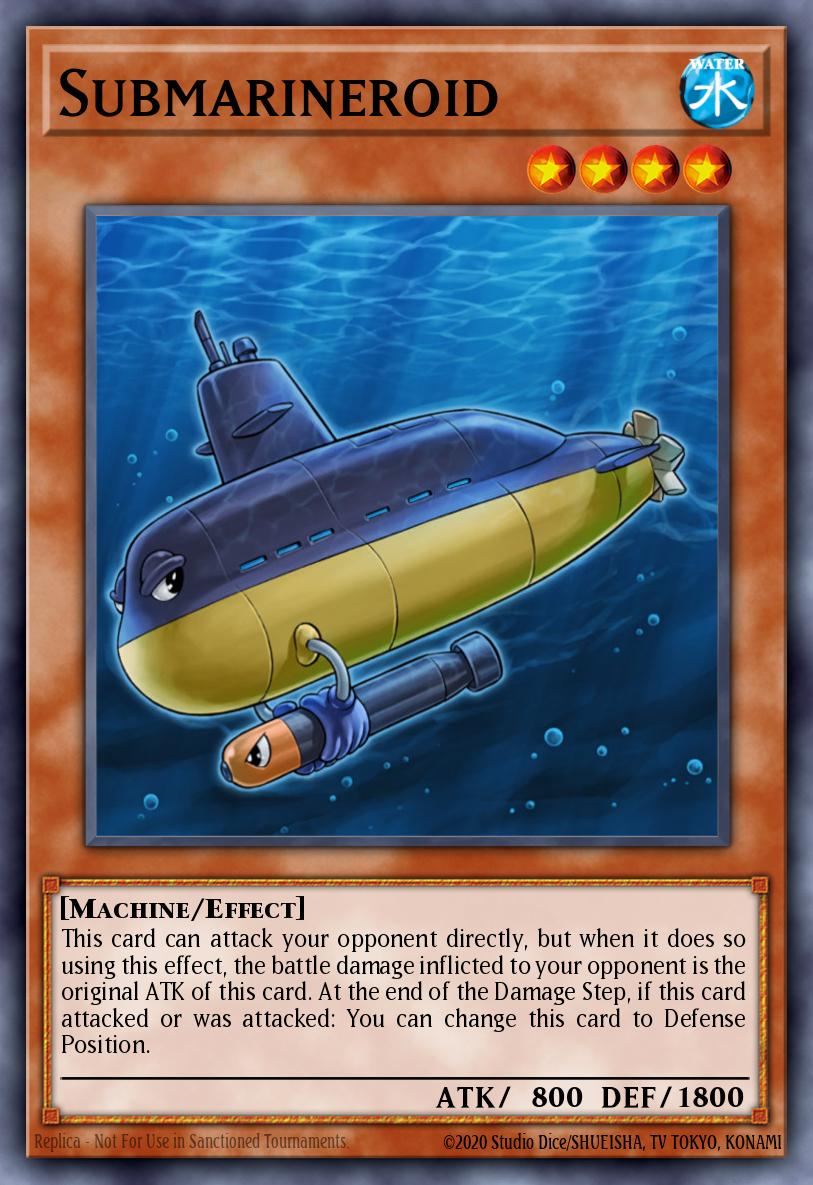 SUBMARINEROID
WATER
水
[MACHINE/EFFECT]
This card can attack your opponent directly, but when it does so
using this effect, the battle damage inflicted to your opponent is the
original ATK of this card. At the end of the Damage Step, if this card
attacked or was attacked: You can change this card to Defense
Position.
ATK/ 800 DEF/1800
Replica - Not For Use in Sanctioned Tournaments.
©2020 Studio Dice/SHUEISHA, TV TOKYO, KONAMI